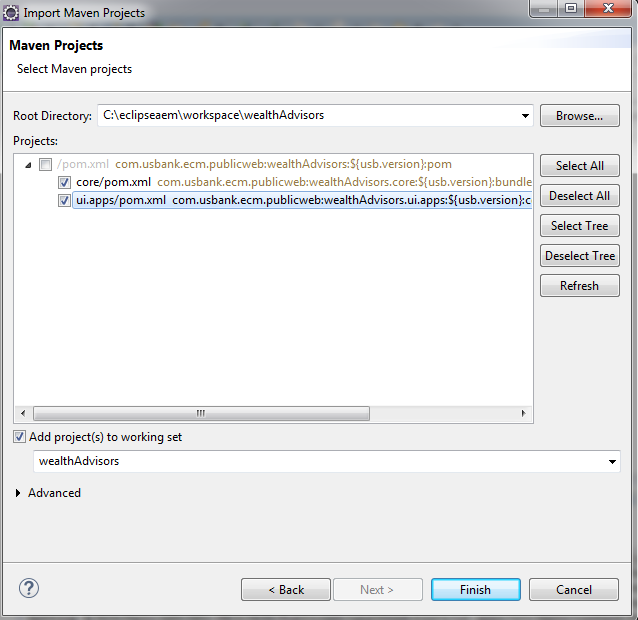 Import Maven Projects
Maven Projects
Select Maven projects
Root Directory: C:\eclipseaem\workspace\wealthAdvisors Browse...
Projects:
/pom.xml com.usbank.ecm.publicweb:wealthAdvisors:${usb.version}:pom Select All
core/pom.xml com.usbank.ecm.publicweb:wealthAdvisors.core:${usb.version}:bundle
ui.apps/pom.xml com.usbank.ecm.publicweb:wealthAdvisors.ui.apps:${usb.version}:c
Deselect All
Select Tree
Deselect Tree
Refresh
Add project(s) to working set
wealthAdvisors
Advanced
? < Back Next > Finish Cancel